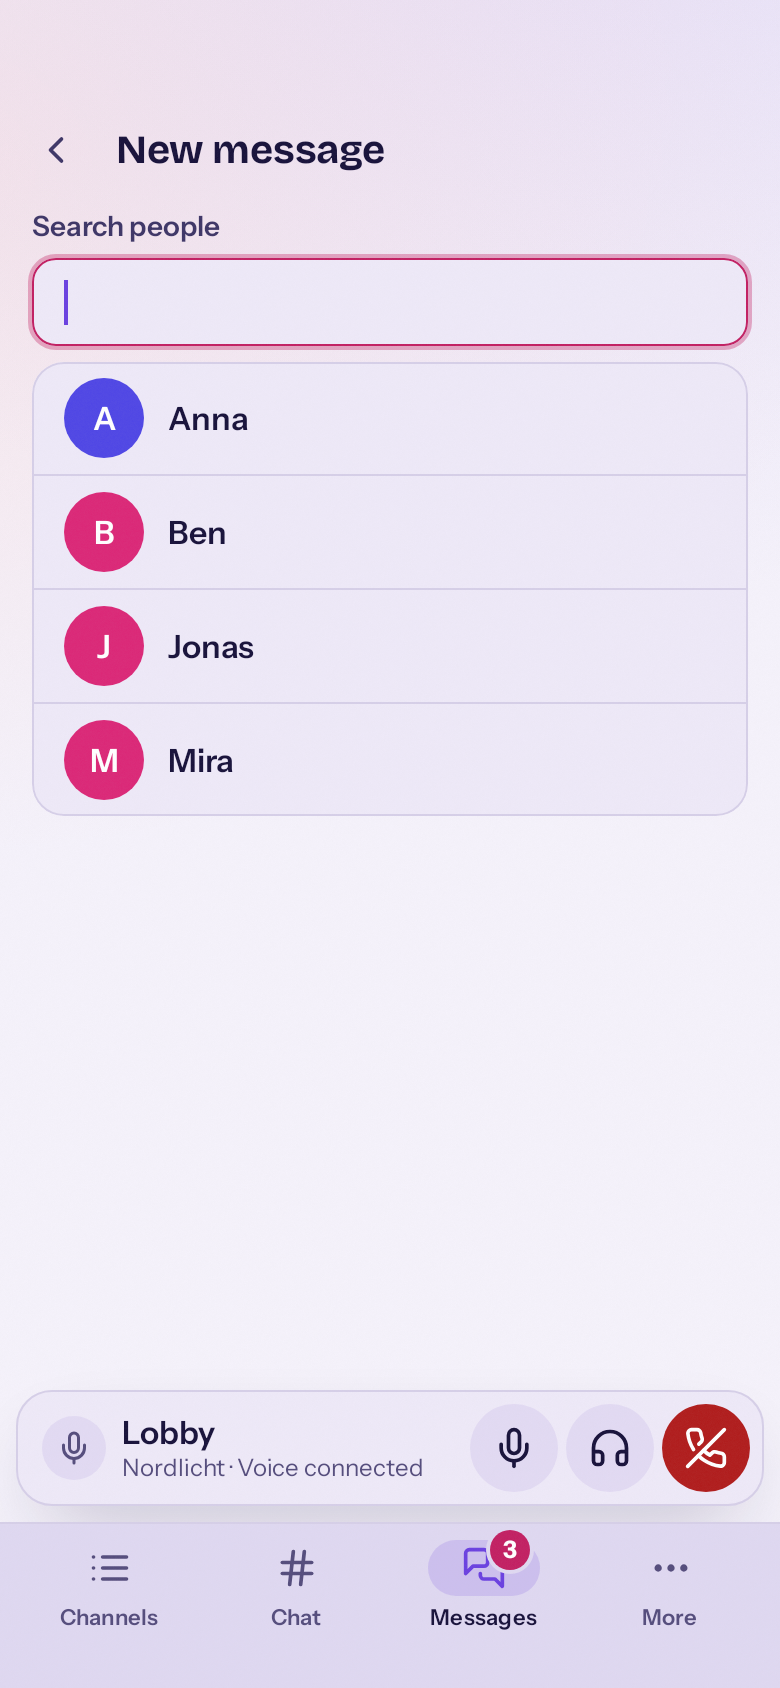 New message
Search people
A Anna
B Ben
J Jonas
M Mira
Lobby
Nordlicht · Voice connected
3
Channels Chat Messages More